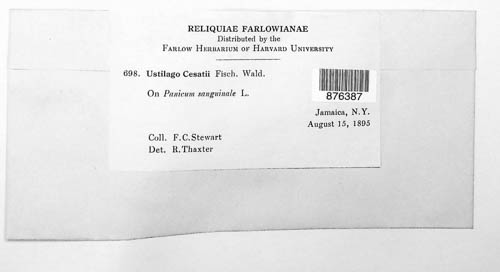 RELIQUIAE FARLOWIANAE
Distributed by the
FARLOW HERBARIUM OF HARVARD UNIVERSITY
698. Ustilago Cesatii Fisch. Wald.
On Panicum sanguinale L.
876387
Jamaica, N.Y.
August 15, 1895
Coll. F.C.Stewart
Det. R.Thaxter